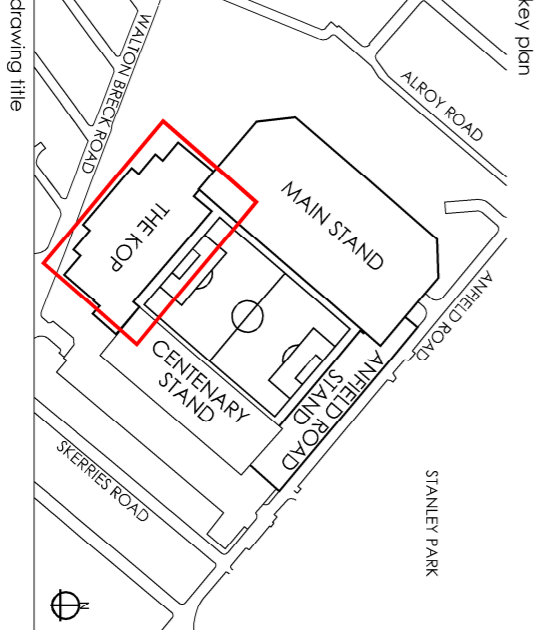 key plan
ALROY ROAD
WALTON BRECK ROAD
MAIN STAND
THE KOP
ANFIELD ROAD
CENTENARY
STAND
ANFIELD ROAD
STAND
STANLEY PARK
SKERRIES ROAD
N
drawing title